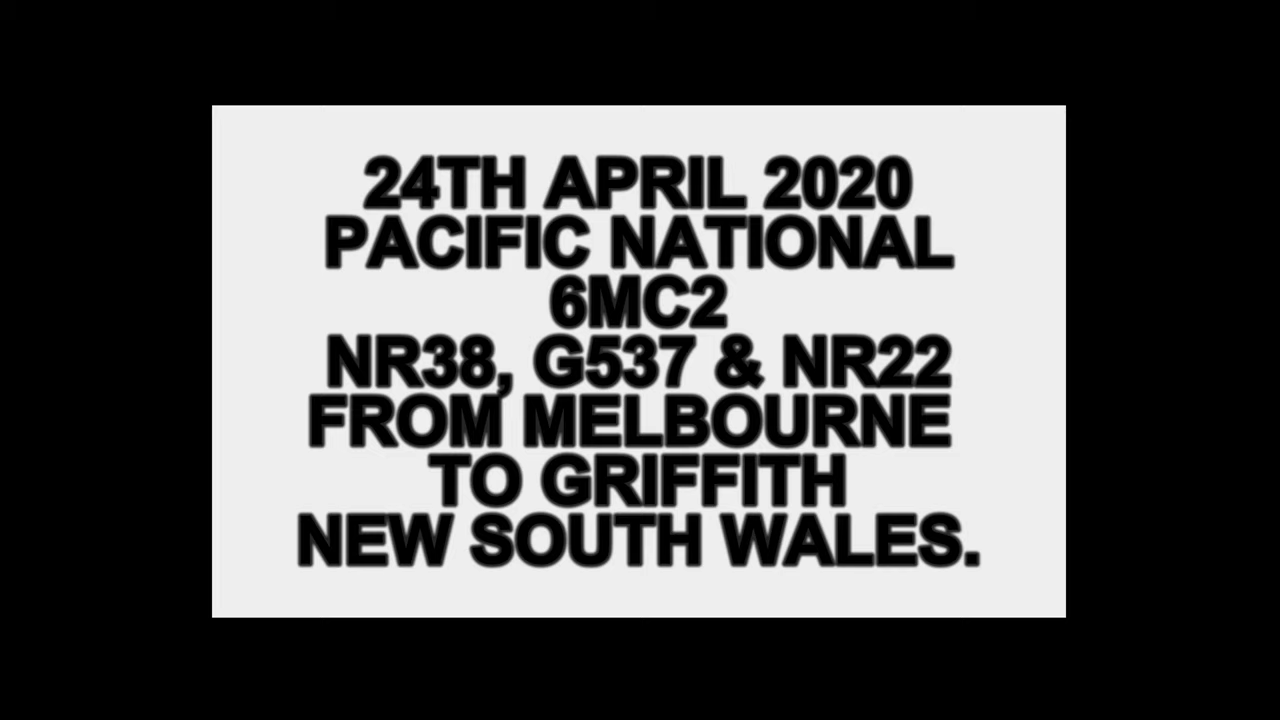 24TH APRIL 2020
PACIFIC NATIONAL
6MC2
NR38, G537 & NR22
FROM MELBOURNE
TO GRIFFITH
NEW SOUTH WALES.